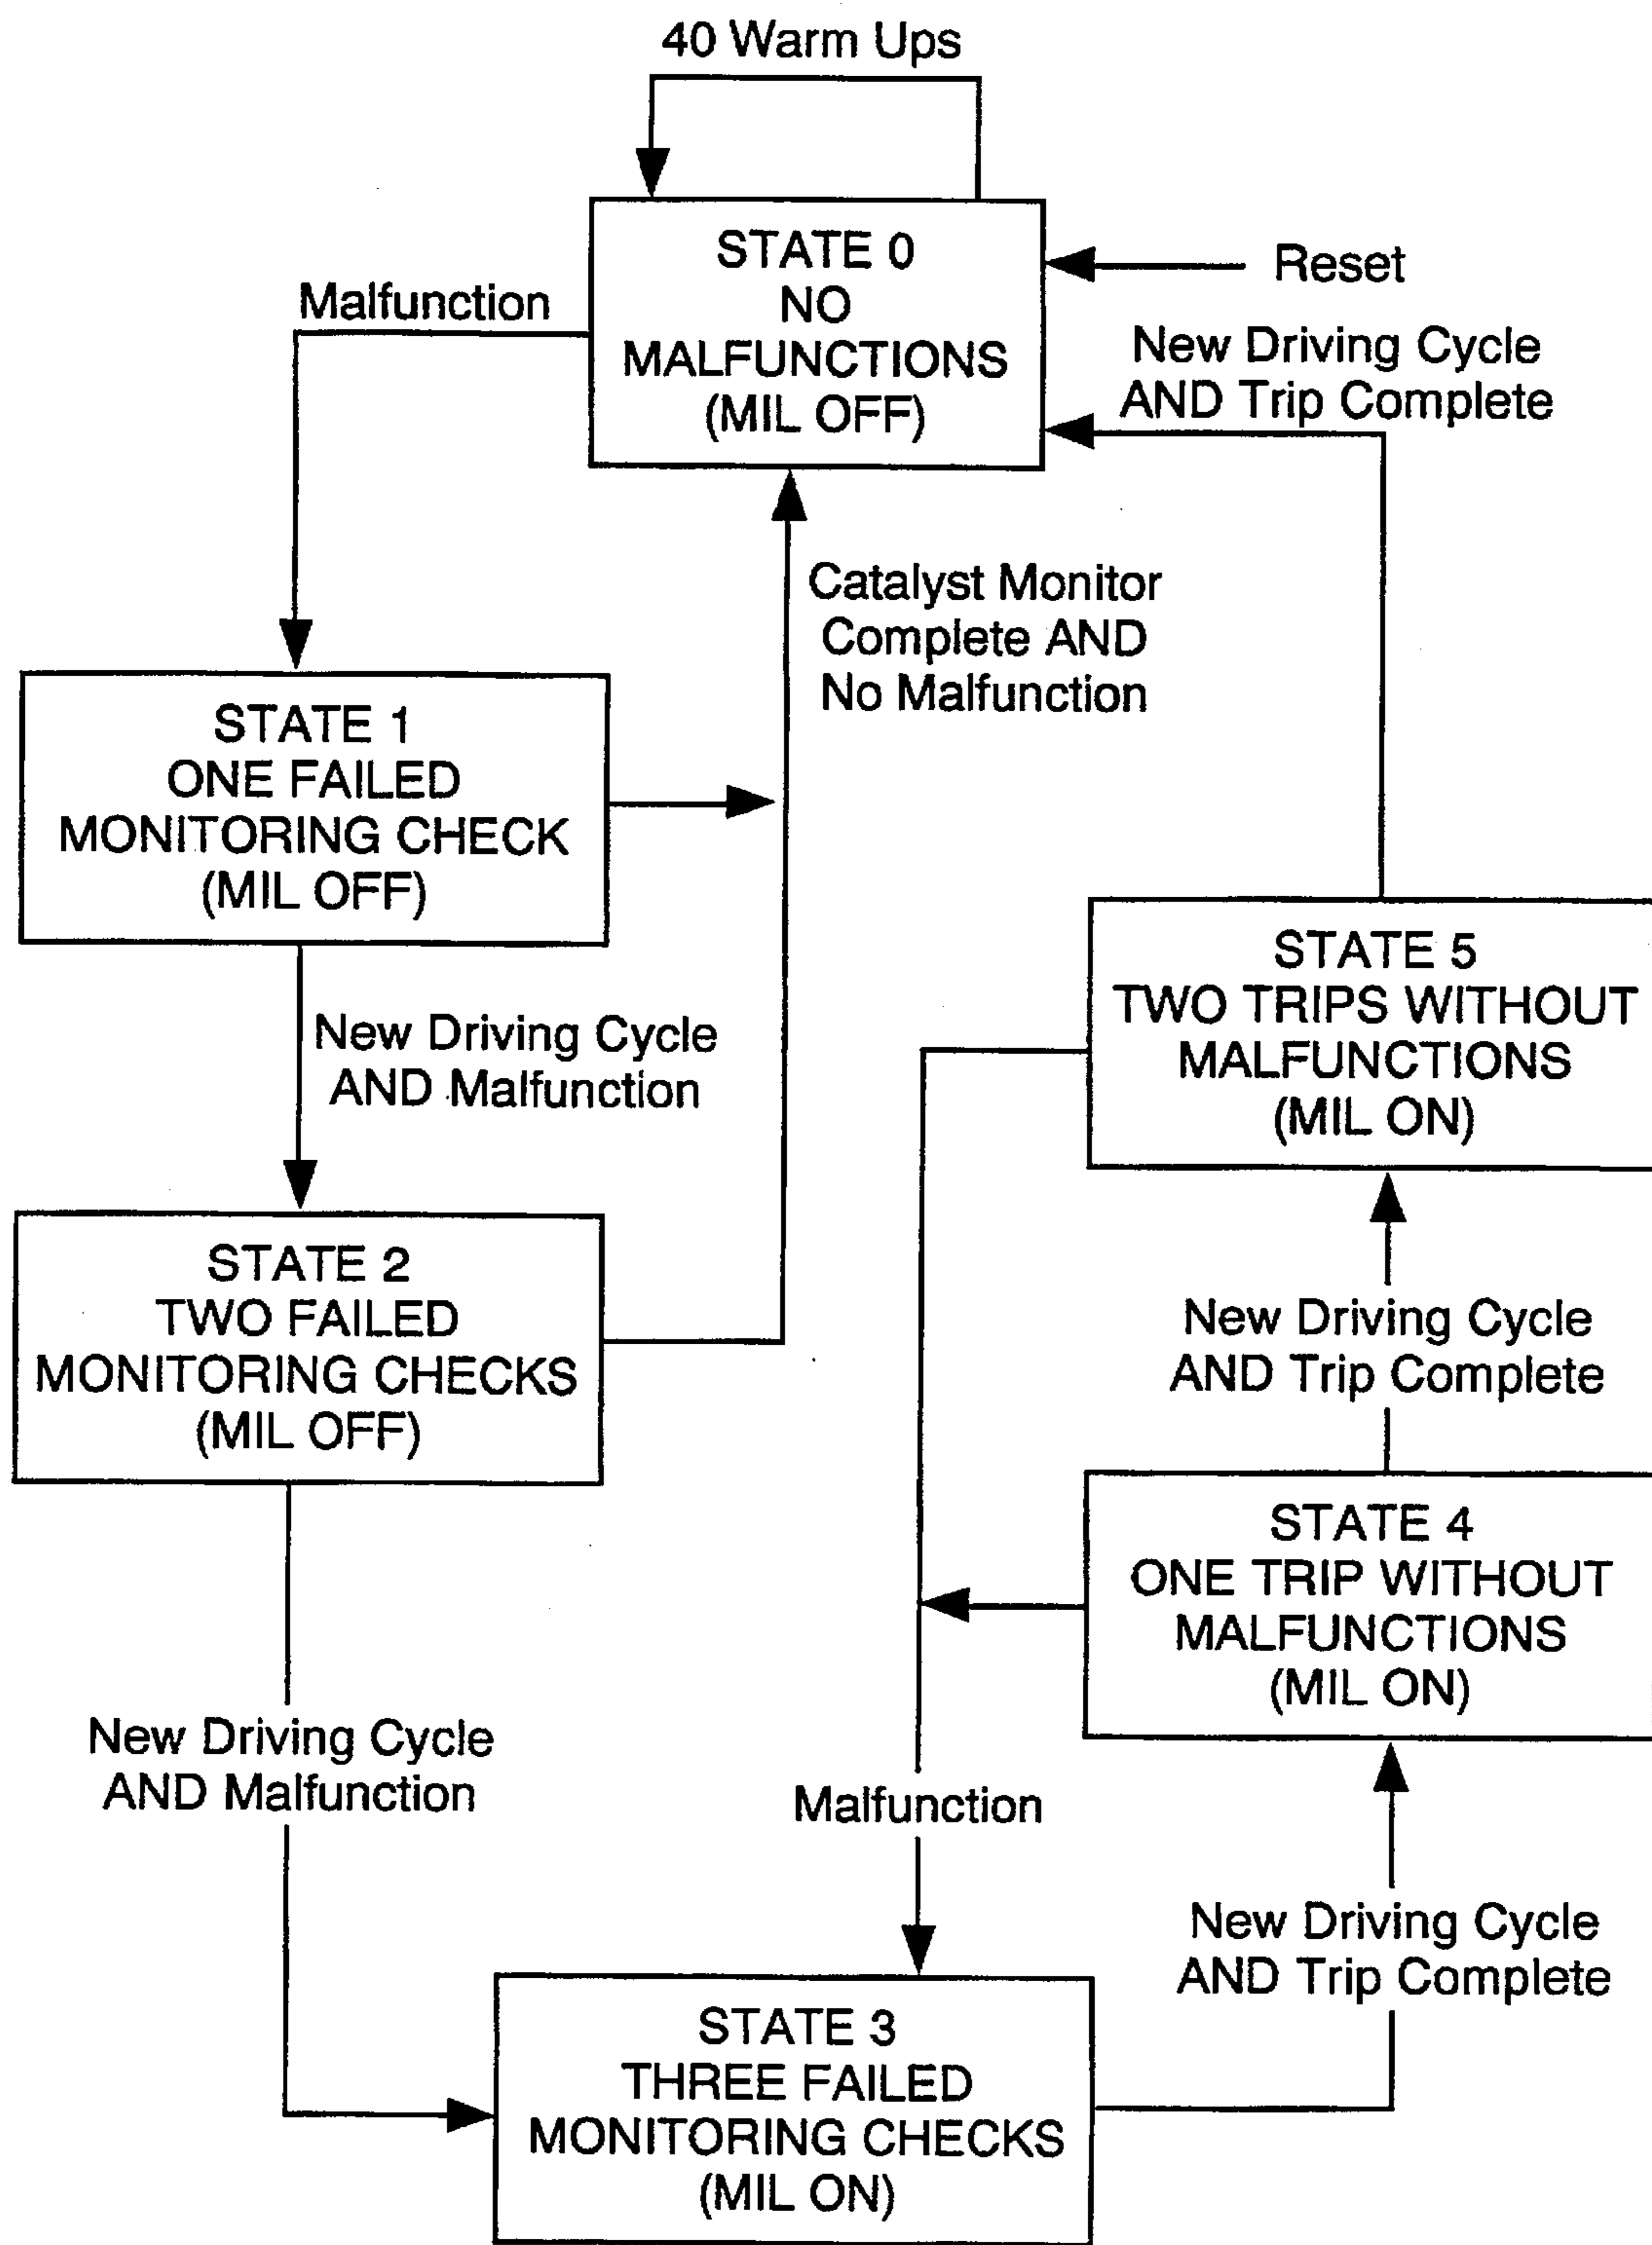 40 Warm Ups
STATE 0
NO
MALFUNCTIONS
(MIL OFF)
Reset
Malfunction
New Driving Cycle
AND Trip Complete
Catalyst Monitor
Complete AND
No Malfunction
STATE 1
ONE FAILED
MONITORING CHECK
(MIL OFF)
New Driving Cycle
AND Malfunction
STATE 2
TWO FAILED
MONITORING CHECKS
(MIL OFF)
STATE 5
TWO TRIPS WITHOUT
MALFUNCTIONS
(MIL ON)
New Driving Cycle
AND Trip Complete
STATE 4
ONE TRIP WITHOUT
MALFUNCTIONS
(MIL ON)
New Driving Cycle
AND Malfunction
Malfunction
New Driving Cycle
AND Trip Complete
STATE 3
THREE FAILED
MONITORING CHECKS
(MIL ON)